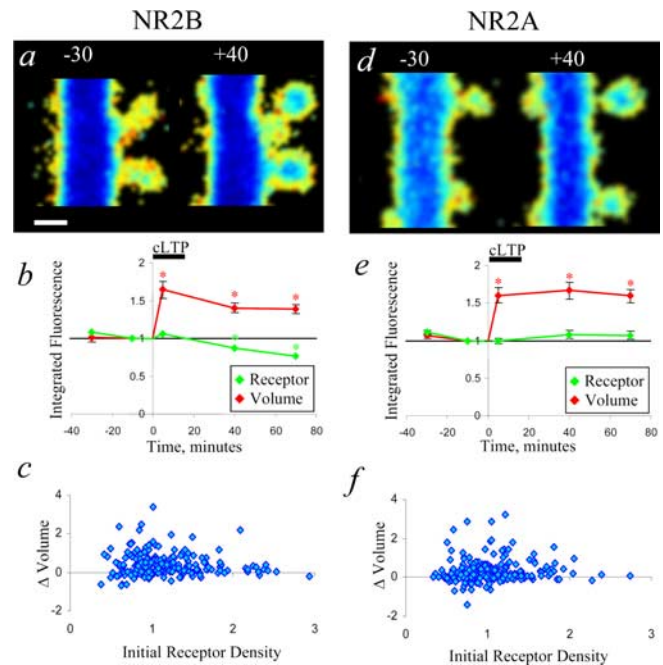 NR2B
NR2A
a
-30
+40
d
-30
+40
b
cLTP
Integrated Fluorescence
2
1.5
1
0.5
0
Receptor
Volume
-40
-20
0
20
40
60
80
Time, minutes
e
cLTP
Integrated Fluorescence
2
1.5
1
0.5
0
Receptor
Volume
-40
-20
0
20
40
60
80
Time, minutes
c
Δ Volume
4
2
0
-2
0
1
2
3
Initial Receptor Density
f
Δ Volume
4
2
0
-2
0
1
2
3
Initial Receptor Density